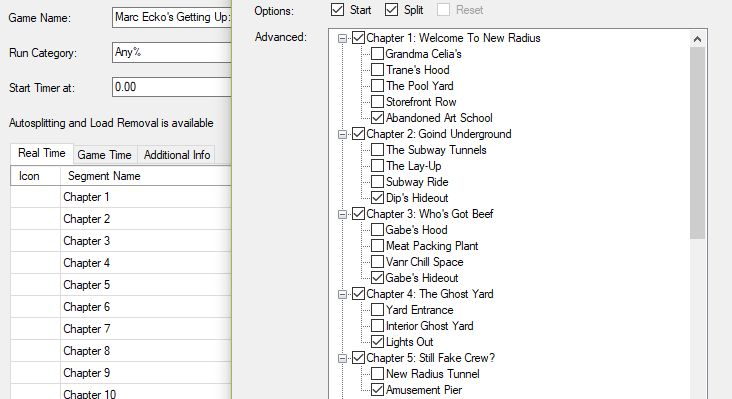 Game Name:
Marc Ecko's Getting Up:
Run Category:
Any%
Start Timer at:
0.00
Autosplitting and Load Removal is available
Real Time
Game Time
Additional Info
Icon
Segment Name
Chapter 1
Chapter 2
Chapter 3
Chapter 4
Chapter 5
Chapter 6
Chapter 7
Chapter 8
Chapter 9
Chapter 10
Options:
Start
Split
Reset
Advanced:
Chapter 1: Welcome To New Radius
Grandma Celia's
Trane's Hood
The Pool Yard
Storefront Row
Abandoned Art School
Chapter 2: Goind Underground
The Subway Tunnels
The Lay-Up
Subway Ride
Dip's Hideout
Chapter 3: Who's Got Beef
Gabe's Hood
Meat Packing Plant
Vanr Chill Space
Gabe's Hideout
Chapter 4: The Ghost Yard
Yard Entrance
Interior Ghost Yard
Lights Out
Chapter 5: Still Fake Crew?
New Radius Tunnel
Amusement Pier